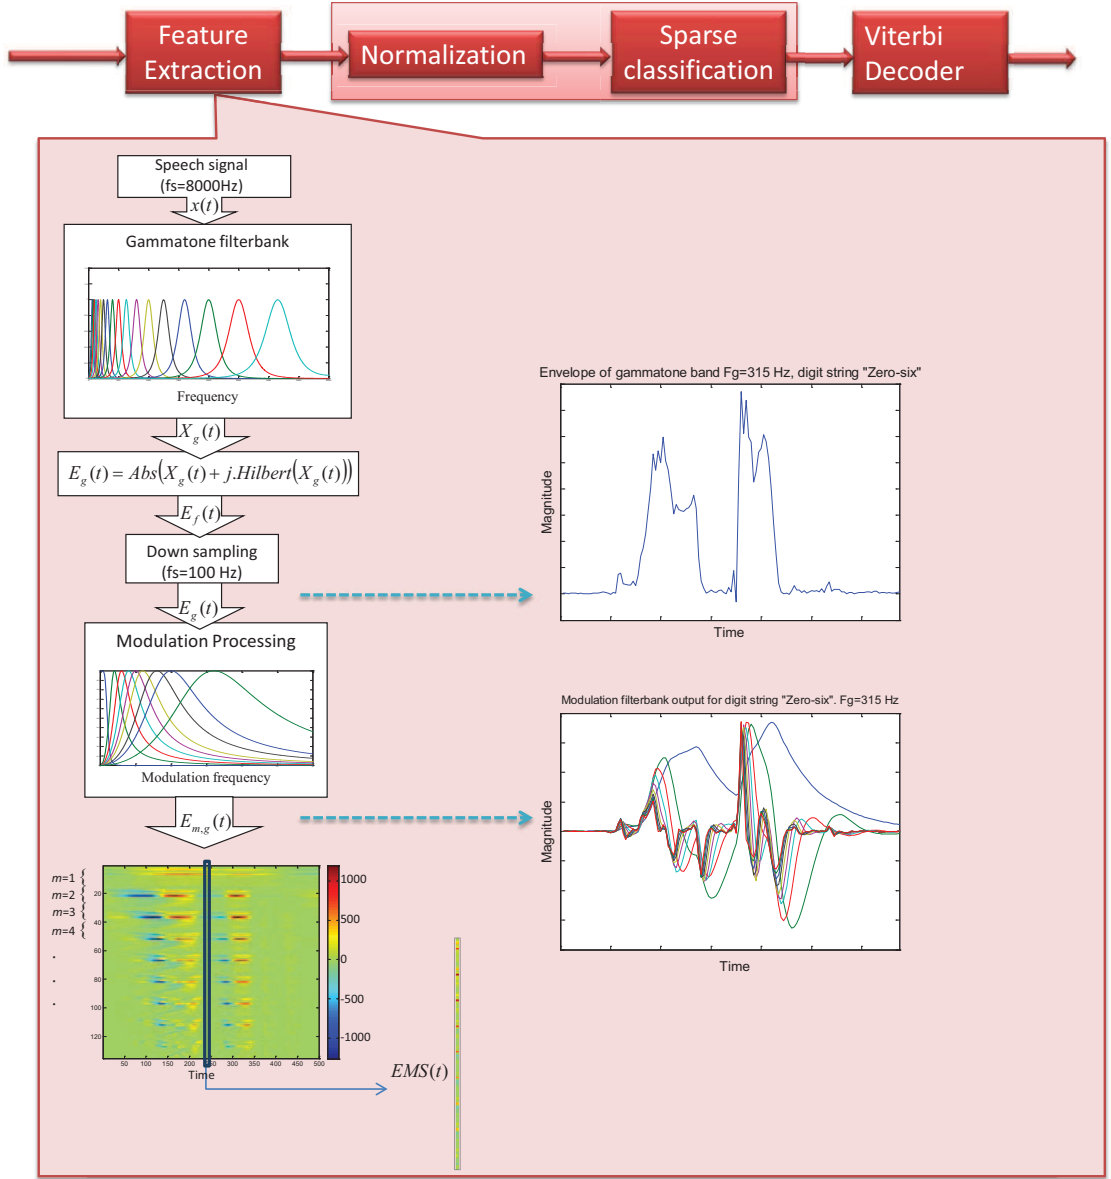 Feature
Extraction
Normalization
Sparse
classification
Viterbi
Decoder
Speech signal
(fs=8000Hz)
x(t)
Gammatone filterbank
Frequency
X_g(t)
E_g(t) = Abs(X_g(t) + j.Hilbert(X_g(t)))
E_f(t)
Down sampling
(fs=100 Hz)
E_g(t)
Modulation Processing
Modulation frequency
E_{m,g}(t)
m=1
m=2
m=3
m=4
.
.
.
20
40
60
80
100
120
50 100 150 200 250 300 350 400 450 500
Time
1000
500
0
-500
-1000
EMS(t)
Envelope of gammatone band Fg=315 Hz, digit string "Zero-six"
Magnitude
Time
Modulation filterbank output for digit string "Zero-six". Fg=315 Hz
Magnitude
Time